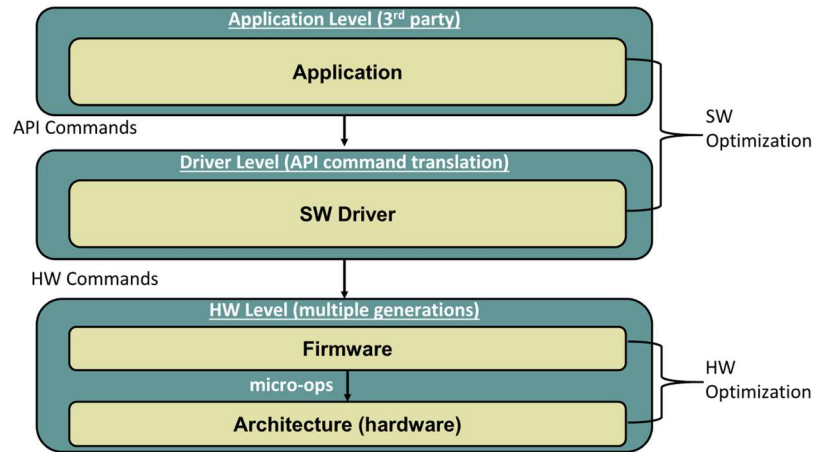 Application Level (3rd party)
Application
API Commands
SW
Optimization
Driver Level (API command translation)
SW Driver
HW Commands
HW Level (multiple generations)
Firmware
micro-ops
HW
Optimization
Architecture (hardware)